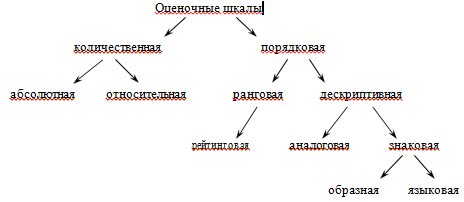 Оценочные шкалы
количественная порядковая
абсолютная относительная ранговая дескриптивная
рейтинговая аналоговая знаковая
образная языковая